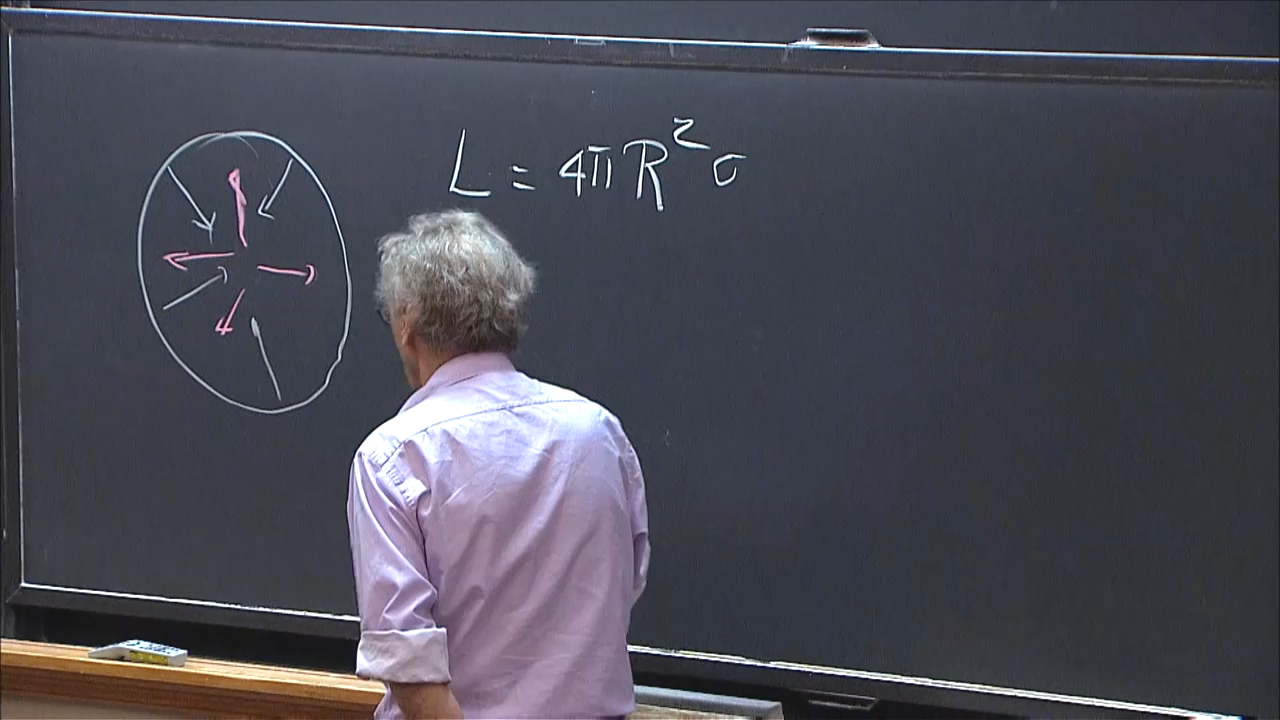 L = 4π R² σ